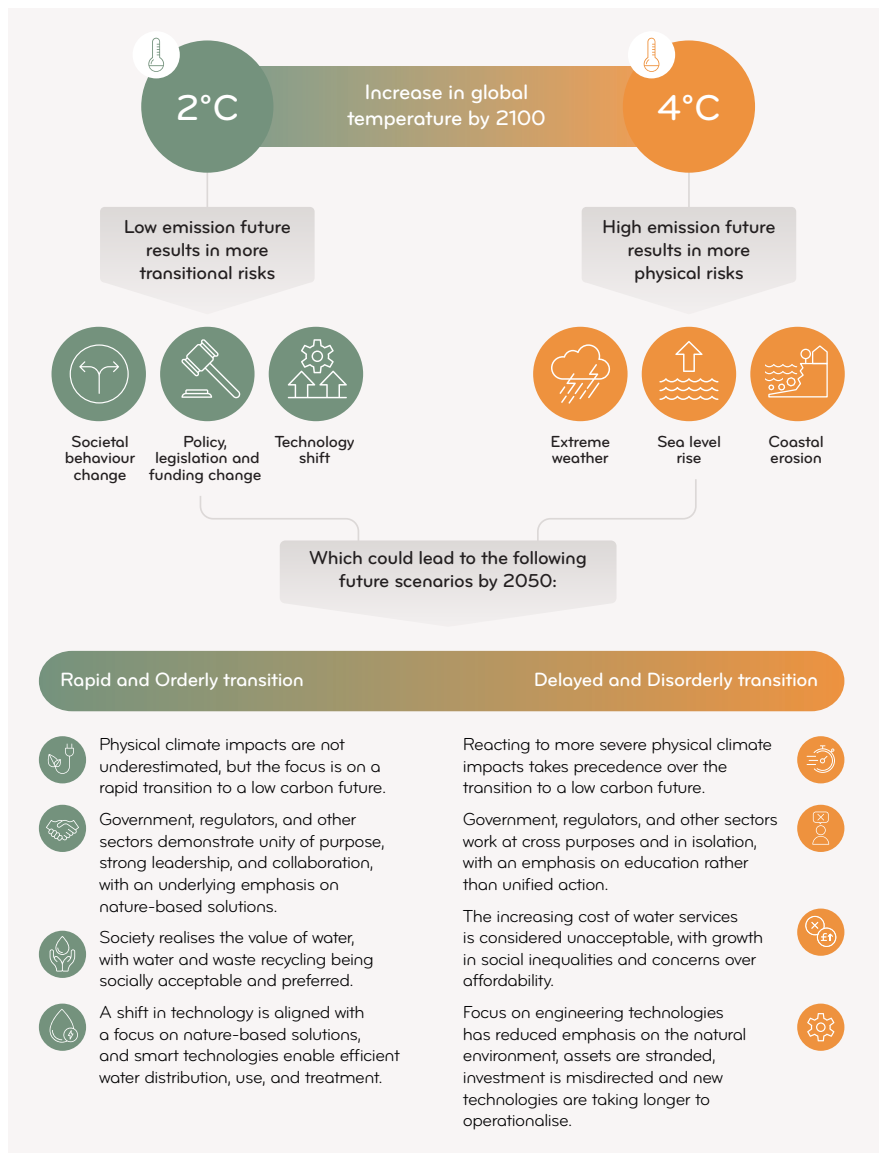 2°C
Increase in global
temperature by 2100
4°C
Low emission future
results in more
transitional risks
High emission future
results in more
physical risks
Societal
behaviour
change
Policy,
legislation and
funding change
Technology
shift
Extreme
weather
Sea level
rise
Coastal
erosion
Which could lead to the following
future scenarios by 2050:
Rapid and Orderly transition
Physical climate impacts are not
underestimated, but the focus is on a
rapid transition to a low carbon future.
Government, regulators, and other
sectors demonstrate unity of purpose,
strong leadership, and collaboration,
with an underlying emphasis on
nature-based solutions.
Society realises the value of water,
with water and waste recycling being
socially acceptable and preferred.
A shift in technology is aligned with
a focus on nature-based solutions,
and smart technologies enable efficient
water distribution, use, and treatment.
Delayed and Disorderly transition
Reacting to more severe physical climate
impacts takes precedence over the
transition to a low carbon future.
Government, regulators, and other sectors
work at cross purposes and in isolation,
with an emphasis on education rather
than unified action.
The increasing cost of water services
is considered unacceptable, with growth
in social inequalities and concerns over
affordability.
£
Focus on engineering technologies
has reduced emphasis on the natural
environment, assets are stranded,
investment is misdirected and new
technologies are taking longer to
operationalise.